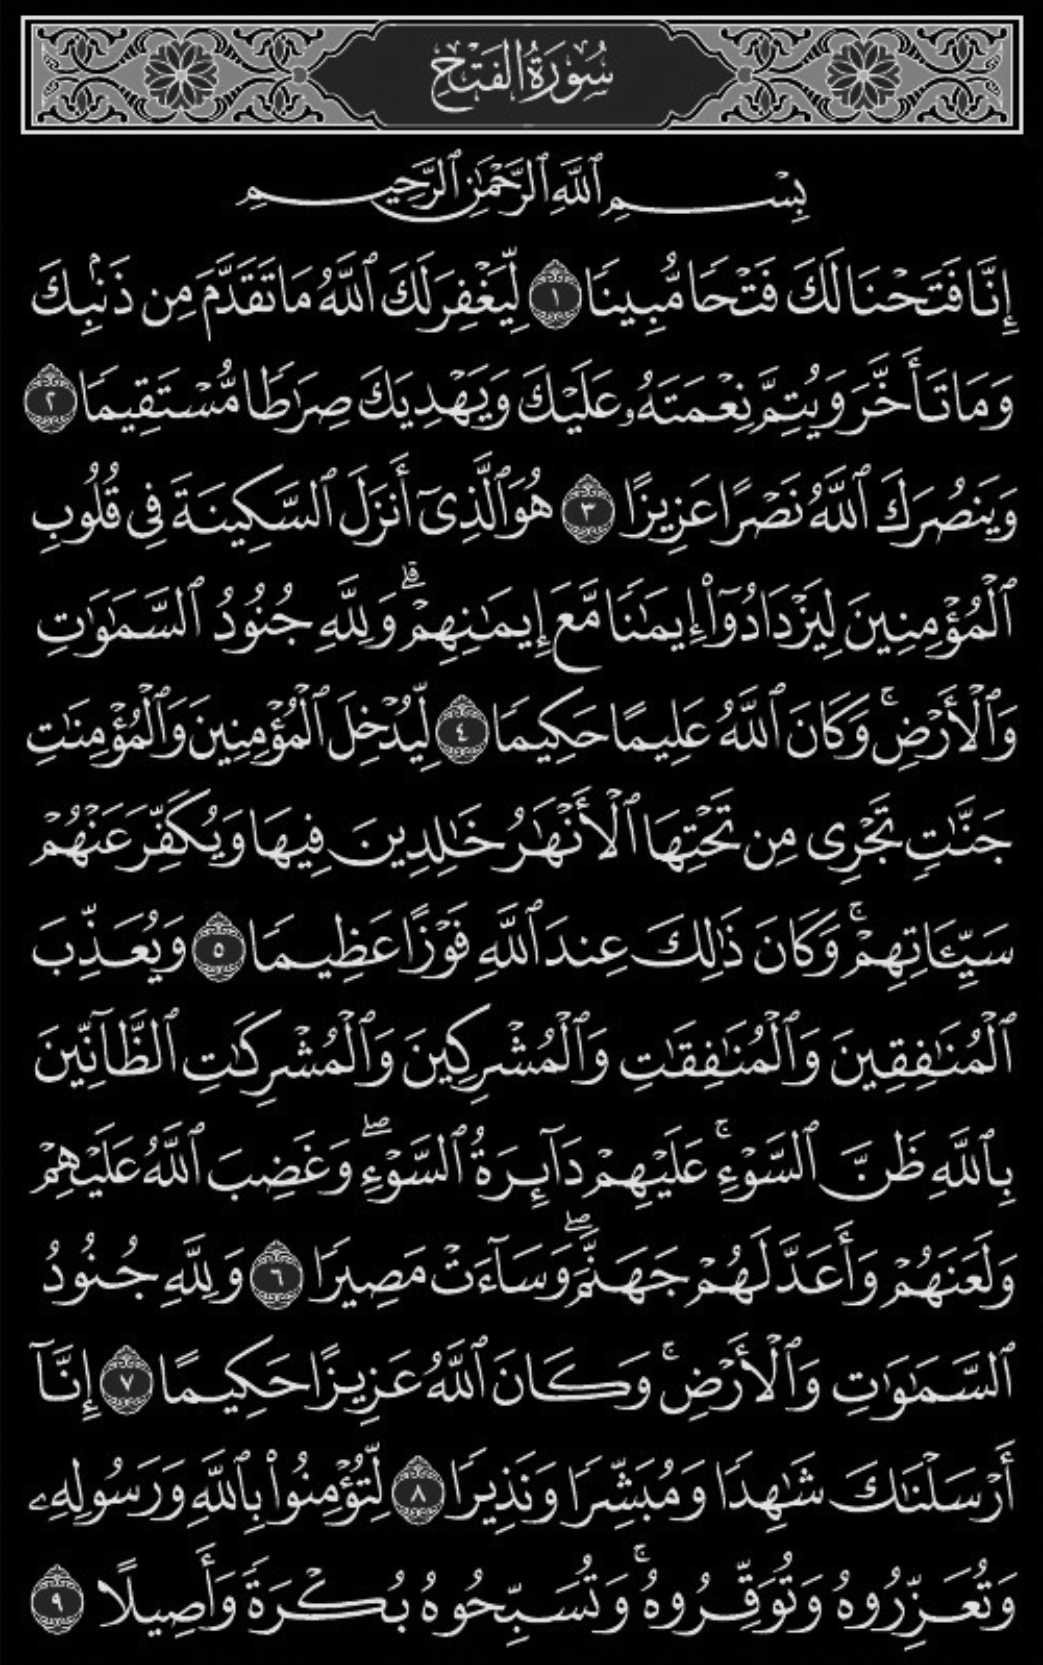 سُورَةُ الفَتْحِ
بِسْمِ ٱللَّهِ ٱلرَّحْمَٰنِ ٱلرَّحِيمِ
إِنَّا فَتَحْنَا لَكَ فَتْحًا مُّبِينًا ١ لِّيَغْفِرَ لَكَ ٱللَّهُ مَا تَقَدَّمَ مِن ذَنۢبِكَ
وَمَا تَأَخَّرَ وَيُتِمَّ نِعْمَتَهُۥ عَلَيْكَ وَيَهْدِيَكَ صِرَٰطًا مُّسْتَقِيمًا ٢
وَيَنصُرَكَ ٱللَّهُ نَصْرًا عَزِيزًا ٣ هُوَ ٱلَّذِىٓ أَنزَلَ ٱلسَّكِينَةَ فِى قُلُوبِ
ٱلْمُؤْمِنِينَ لِيَزْدَادُوٓا۟ إِيمَٰنًا مَّعَ إِيمَٰنِهِمْ ۗ وَلِلَّهِ جُنُودُ ٱلسَّمَٰوَٰتِ
وَٱلْأَرْضِ ۚ وَكَانَ ٱللَّهُ عَلِيمًا حَكِيمًا ٤ لِّيُدْخِلَ ٱلْمُؤْمِنِينَ وَٱلْمُؤْمِنَٰتِ
جَنَّٰتٍ تَجْرِى مِن تَحْتِهَا ٱلْأَنْهَٰرُ خَٰلِدِينَ فِيهَا وَيُكَفِّرَ عَنْهُمْ
سَيِّـَٔاتِهِمْ ۚ وَكَانَ ذَٰلِكَ عِندَ ٱللَّهِ فَوْزًا عَظِيمًا ٥ وَيُعَذِّبَ
ٱلْمُنَٰفِقِينَ وَٱلْمُنَٰفِقَٰتِ وَٱلْمُشْرِكِينَ وَٱلْمُشْرِكَٰتِ ٱلظَّآنِّينَ
بِٱللَّهِ ظَنَّ ٱلسَّوْءِ ۚ عَلَيْهِمْ دَآئِرَةُ ٱلسَّوْءِ ۖ وَغَضِبَ ٱللَّهُ عَلَيْهِمْ
وَلَعَنَهُمْ وَأَعَدَّ لَهُمْ جَهَنَّمَ ۖ وَسَآءَتْ مَصِيرًا ٦ وَلِلَّهِ جُنُودُ
ٱلسَّمَٰوَٰتِ وَٱلْأَرْضِ ۚ وَكَانَ ٱللَّهُ عَزِيزًا حَكِيمًا ٧ إِنَّآ
أَرْسَلْنَٰكَ شَٰهِدًا وَمُبَشِّرًا وَنَذِيرًا ٨ لِّتُؤْمِنُوا۟ بِٱللَّهِ وَرَسُولِهِۦ
وَتُعَزِّرُوهُ وَتُوَقِّرُوهُ ۚ وَتُسَبِّحُوهُ بُكْرَةً وَأَصِيلًا ٩